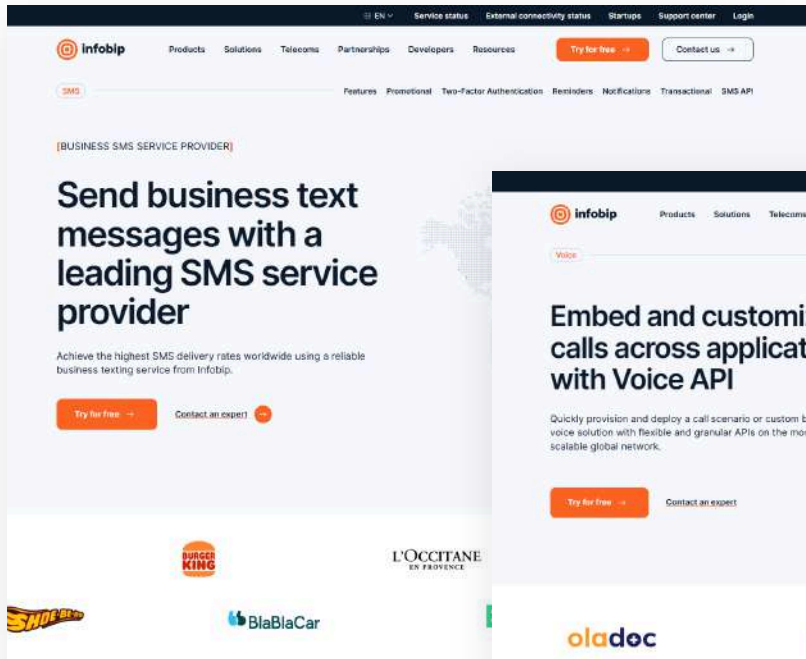 EN Service status External connectivity status Startups Support center Login
infobip Products Solutions Telecoms Partnerships Developers Resources Try for free → Contact us →
SMS Features Promotional Two-Factor Authentication Reminders Notifications Transactional SMS API
[BUSINESS SMS SERVICE PROVIDER]
Send business text
messages with a
leading SMS service
provider
Achieve the highest SMS delivery rates worldwide using a reliable
business texting service from Infobip.
Try for free → Contact an expert →
BURGER
KING
L'OCCITANE
EN PROVENCE
BlaBlaCar
infobip Products Solutions Telecoms
Voice
Embed and customi
calls across applicat
with Voice API
Quickly provision and deploy a call scenario or custom b
voice solution with flexible and granular APIs on the mo
scalable global network.
Try for free → Contact an expert
oladoc